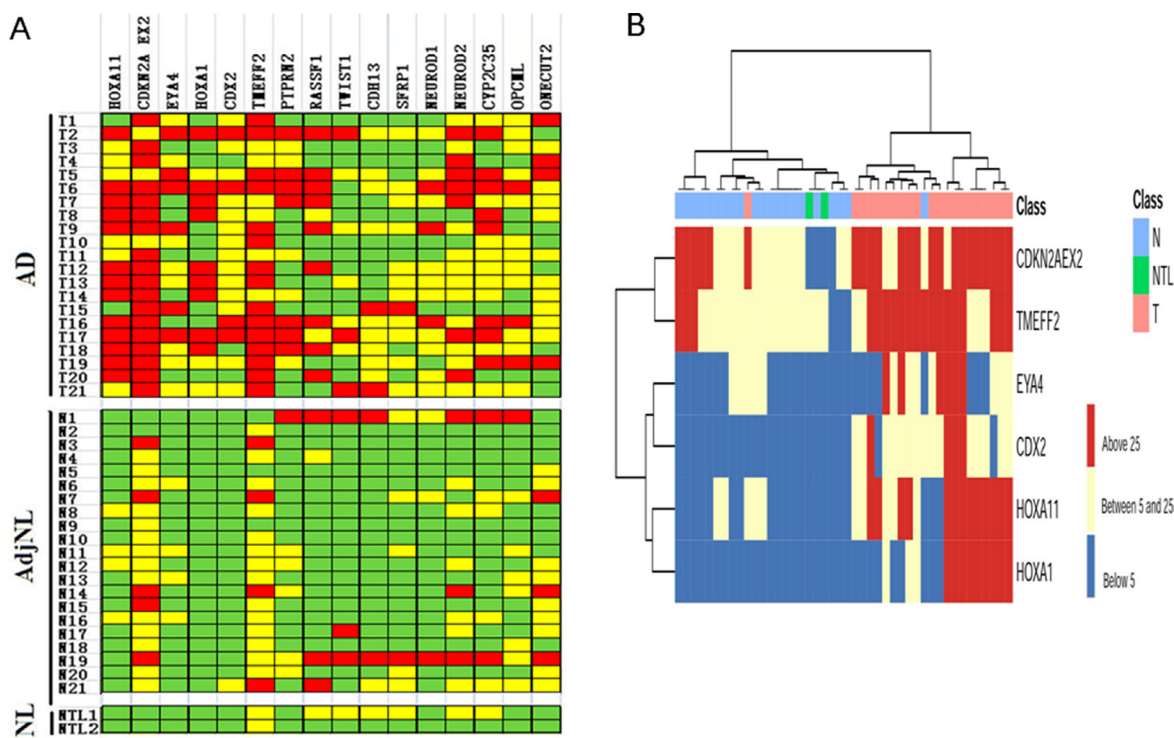 A
HOXA11
CDKN2A EX2
EYA4
HOXA1
CDX2
TMEFF2
PTPRN2
RASSF1
TWIST1
CDH13
SFRP1
NEUROD1
NEUROD2
CYP2C35
OPCML
ONECUT2
AD
T1
T2
T3
T4
T5
T6
T7
T8
T9
T10
T11
T12
T13
T14
T15
T16
T17
T18
T19
T20
T21
AdjNL
N1
N2
N3
N4
N5
N6
N7
N8
N9
N10
N11
N12
N13
N14
N15
N16
N17
N18
N19
N20
N21
NL
NTL1
NTL2
B
Class
CDKN2AEX2
TMEFF2
EYA4
CDX2
HOXA11
HOXA1
Class
N
NTL
T
Above 25
Between 5 and 25
Below 5